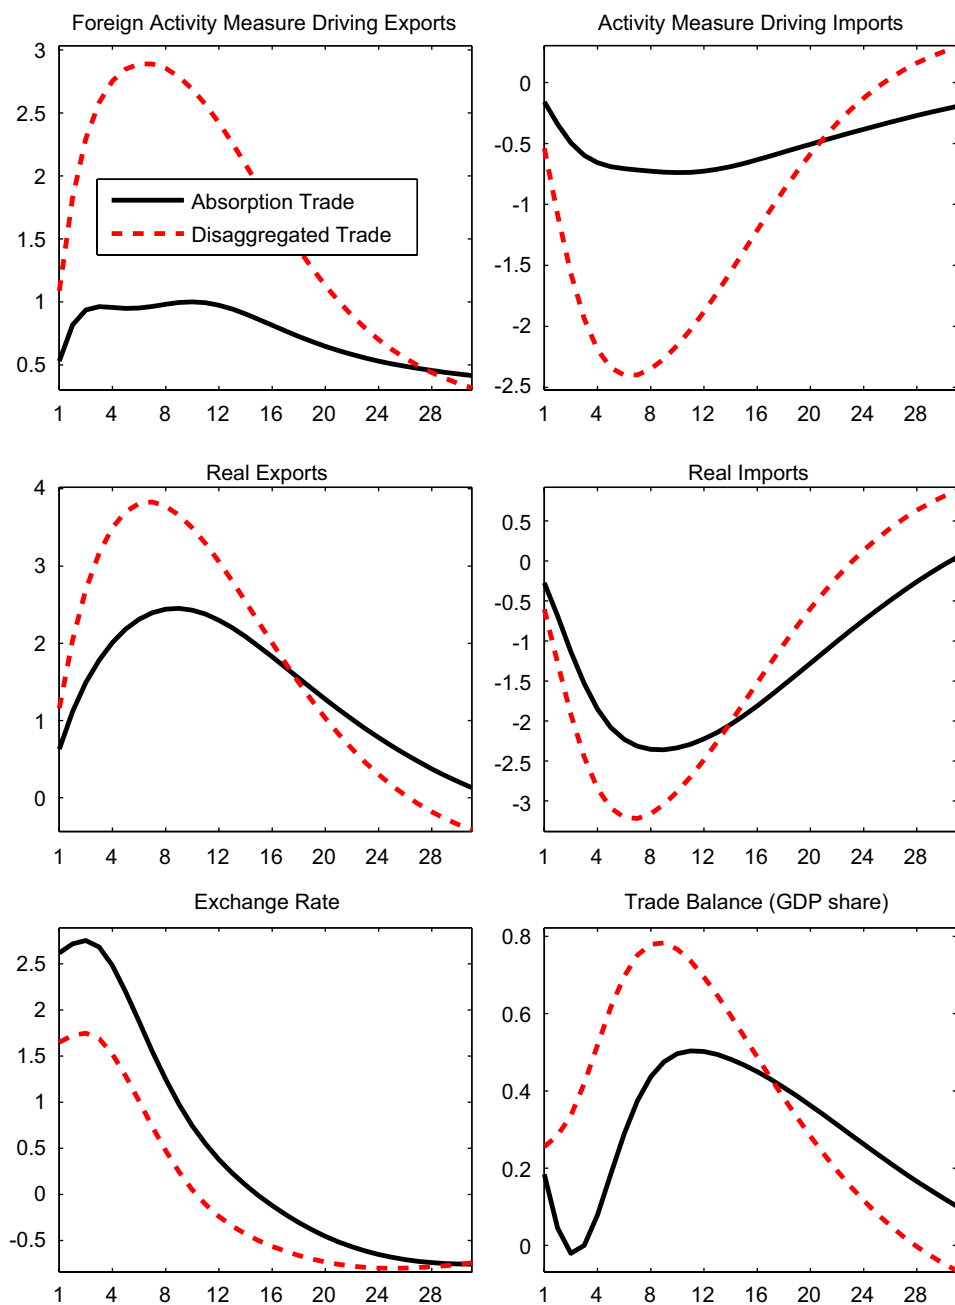 Foreign Activity Measure Driving Exports
3
2.5
2
1.5
1
0.5
1 4 8 12 16 20 24 28
Absorption Trade
Disaggregated Trade
Activity Measure Driving Imports
0
-0.5
-1
-1.5
-2
-2.5
1 4 8 12 16 20 24 28
Real Exports
4
3
2
1
0
1 4 8 12 16 20 24 28
Real Imports
0.5
0
-0.5
-1
-1.5
-2
-2.5
-3
1 4 8 12 16 20 24 28
Exchange Rate
2.5
2
1.5
1
0.5
0
-0.5
1 4 8 12 16 20 24 28
Trade Balance (GDP share)
0.8
0.6
0.4
0.2
0
1 4 8 12 16 20 24 28